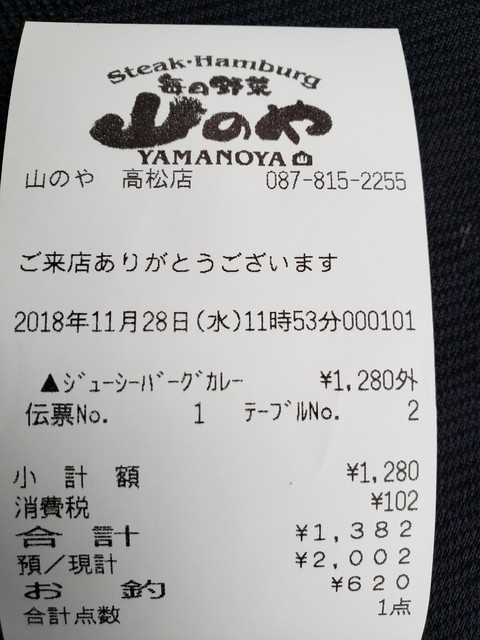 Steak・Hamburg
毎の野菜
山のや
YAMANOYA
山のや 高松店 087-815-2255
ご来店ありがとうございます
2018年11月28日(水)11時53分000101
▲ｼﾞｭｰｼｰﾊﾞｰｸﾞｶﾚｰ ¥1,280外
伝票No. 1 ﾃｰﾌﾞﾙNo. 2
小計額 ¥1,280
消費税 ¥102
合計 ¥1,382
預/現計 ¥2,002
お釣 ¥620
合計点数 1点